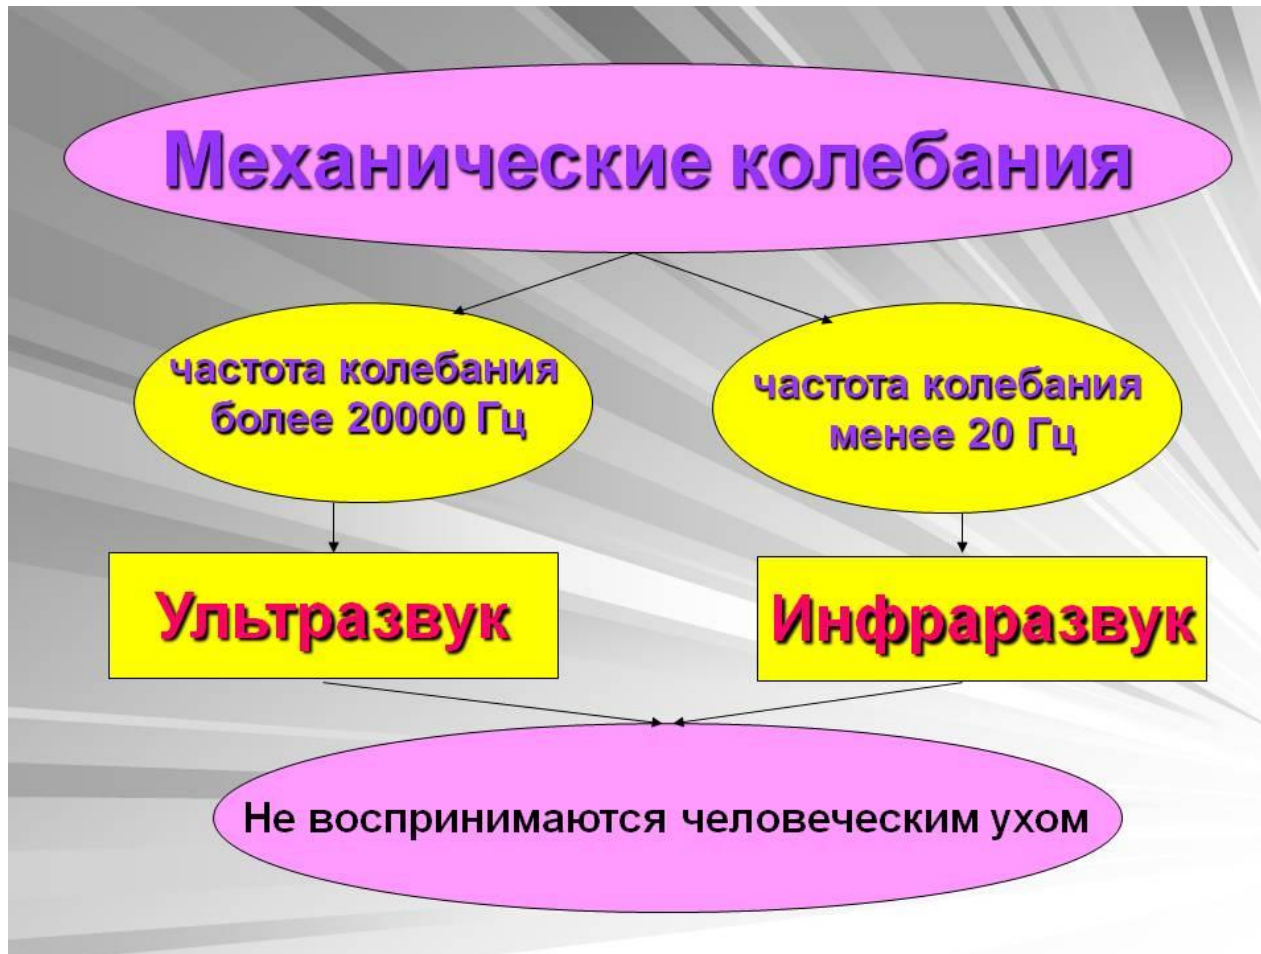 Механические колебания
частота колебания
более 20000 Гц
частота колебания
менее 20 Гц
Ультразвук
Инфраразвук
Не воспринимаются человеческим ухом